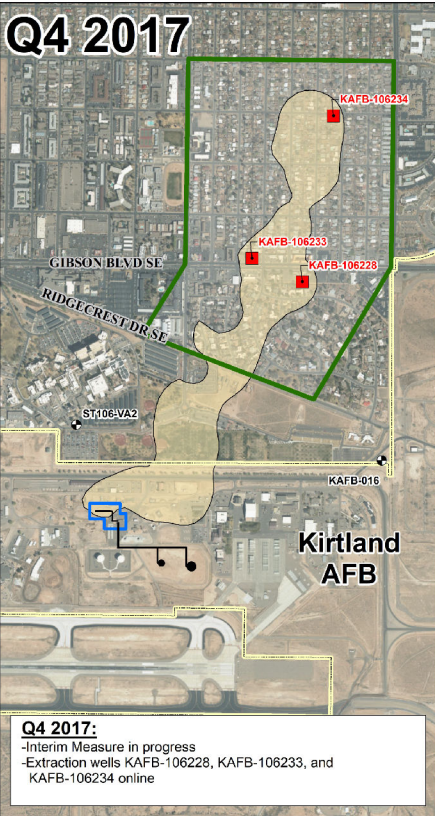 Q4 2017
KAFB-106234
KAFB-106233
KAFB-106228
GIBSON BLVD SE
RIDGECREST DR SE
ST106-VA2
KAFB-016
Kirtland
AFB
Q4 2017:
-Interim Measure in progress
-Extraction wells KAFB-106228, KAFB-106233, and
KAFB-106234 online